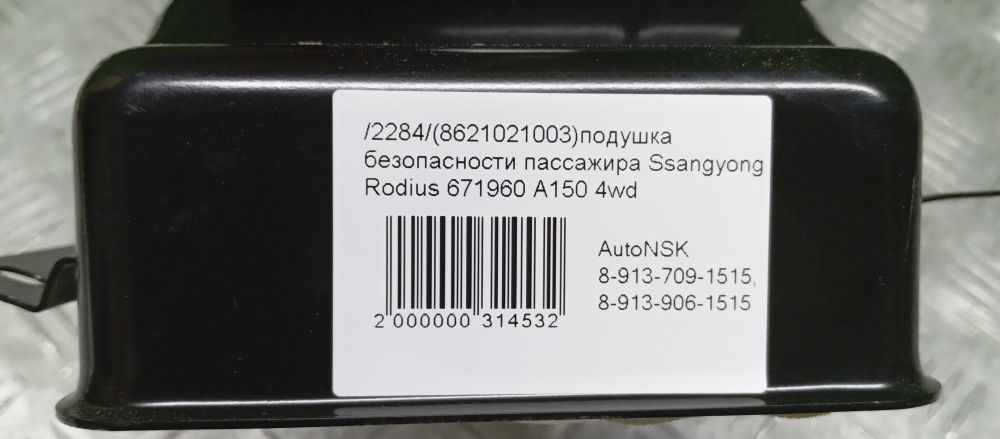 /2284/(8621021003)подушка
безопасности пассажира Ssangyong
Rodius 671960 A150 4wd
AutoNSK
8-913-709-1515,
8-913-906-1515
2 000000 314532